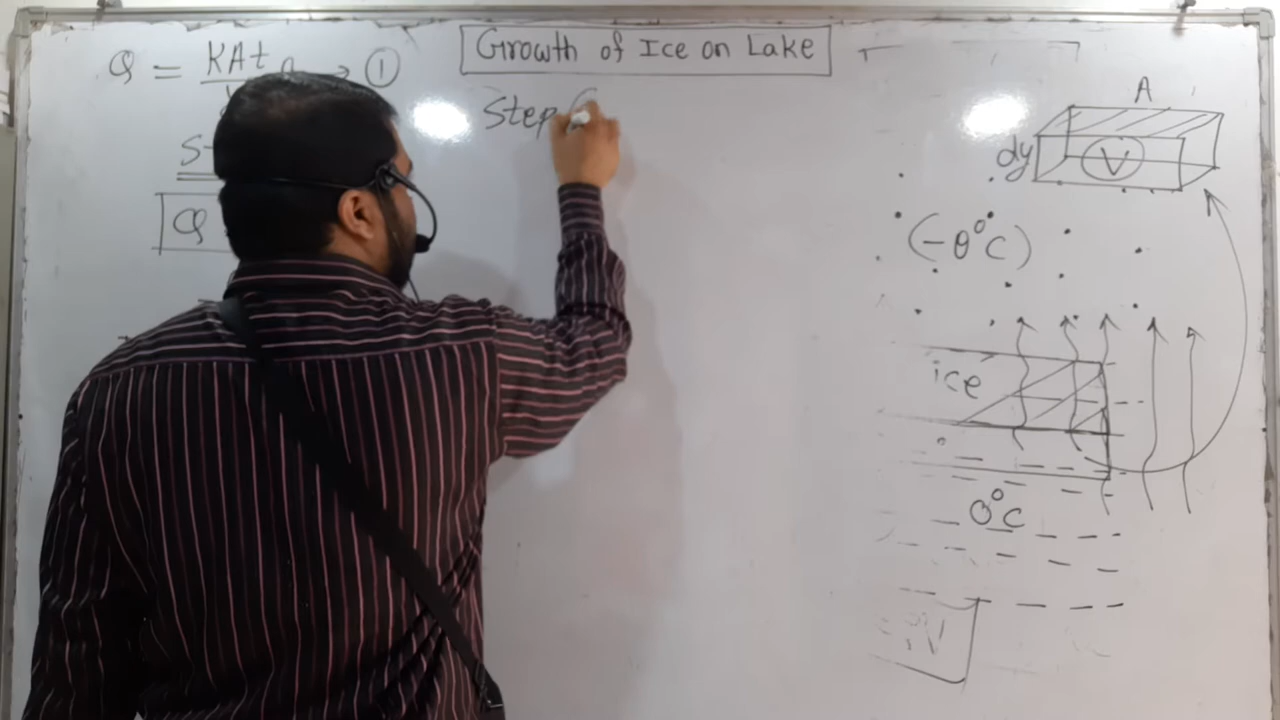 Growth of Ice on Lake
Q = KAt θ → ①
S
Q
Step
A
dy
V
(-θ°C)
ice
0°C